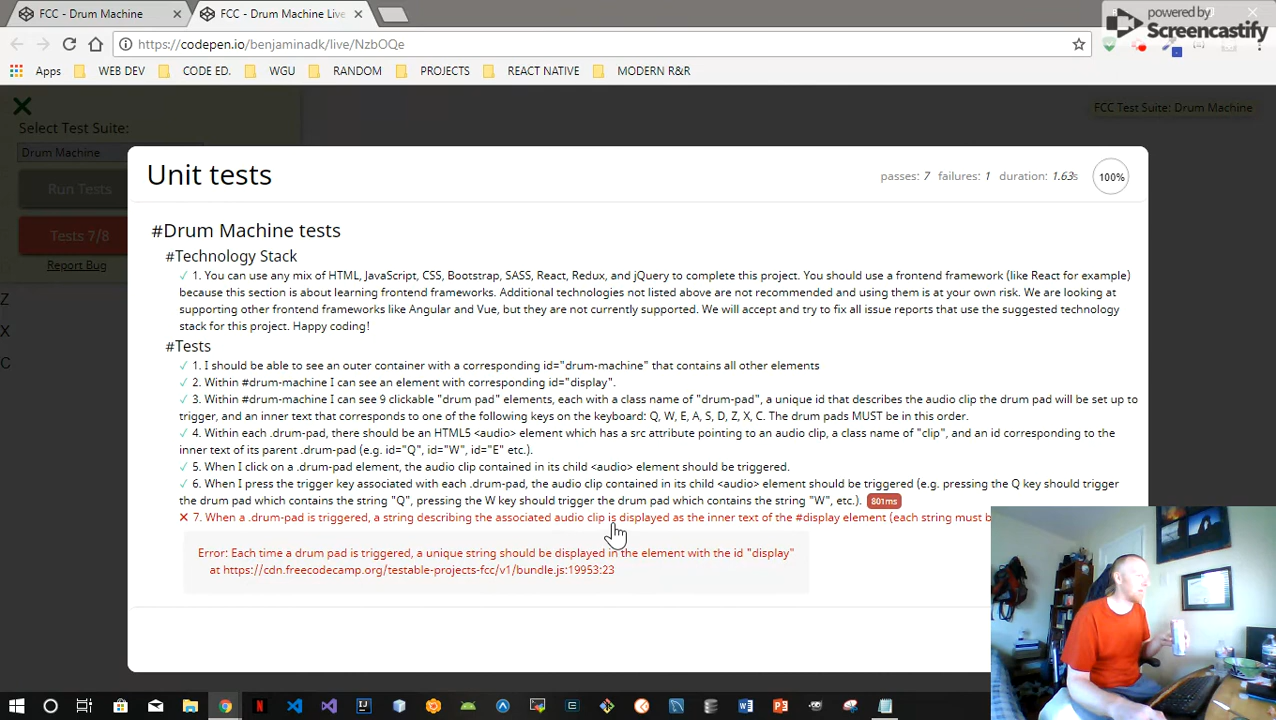 FCC - Drum Machine
FCC - Drum Machine Live
powered by
Screencastify
https://codepen.io/benjaminadk/live/NzbOQe
Apps WEB DEV CODE ED. WGU RANDOM PROJECTS REACT NATIVE MODERN R&R
Select Test Suite:
FCC Test Suite: Drum Machine
Drum Machine
Run Tests
Tests 7/8
Report Bug
Z
X
C
Unit tests
passes: 7 failures: 1 duration: 1.63s 100%
#Drum Machine tests
#Technology Stack
✓ 1. You can use any mix of HTML, JavaScript, CSS, Bootstrap, SASS, React, Redux, and jQuery to complete this project. You should use a frontend framework (like React for example)
because this section is about learning frontend frameworks. Additional technologies not listed above are not recommended and using them is at your own risk. We are looking at
supporting other frontend frameworks like Angular and Vue, but they are not currently supported. We will accept and try to fix all issue reports that use the suggested technology
stack for this project. Happy coding!
#Tests
✓ 1. I should be able to see an outer container with a corresponding id="drum-machine" that contains all other elements
✓ 2. Within #drum-machine I can see an element with corresponding id="display".
✓ 3. Within #drum-machine I can see 9 clickable "drum pad" elements, each with a class name of "drum-pad", a unique id that describes the audio clip the drum pad will be set up to
trigger, and an inner text that corresponds to one of the following keys on the keyboard: Q, W, E, A, S, D, Z, X, C. The drum pads MUST be in this order.
✓ 4. Within each .drum-pad, there should be an HTML5 <audio> element which has a src attribute pointing to an audio clip, a class name of "clip", and an id corresponding to the
inner text of its parent .drum-pad (e.g. id="Q", id="W", id="E" etc.).
✓ 5. When I click on a .drum-pad element, the audio clip contained in its child <audio> element should be triggered.
✓ 6. When I press the trigger key associated with each .drum-pad, the audio clip contained in its child <audio> element should be triggered (e.g. pressing the Q key should trigger
the drum pad which contains the string "Q", pressing the W key should trigger the drum pad which contains the string "W", etc.). 801ms
✕ 7. When a .drum-pad is triggered, a string describing the associated audio clip is displayed as the inner text of the #display element (each string must b
Error: Each time a drum pad is triggered, a unique string should be displayed in the element with the id "display"
at https://cdn.freecodecamp.org/testable-projects-fcc/v1/bundle.js:19953:23